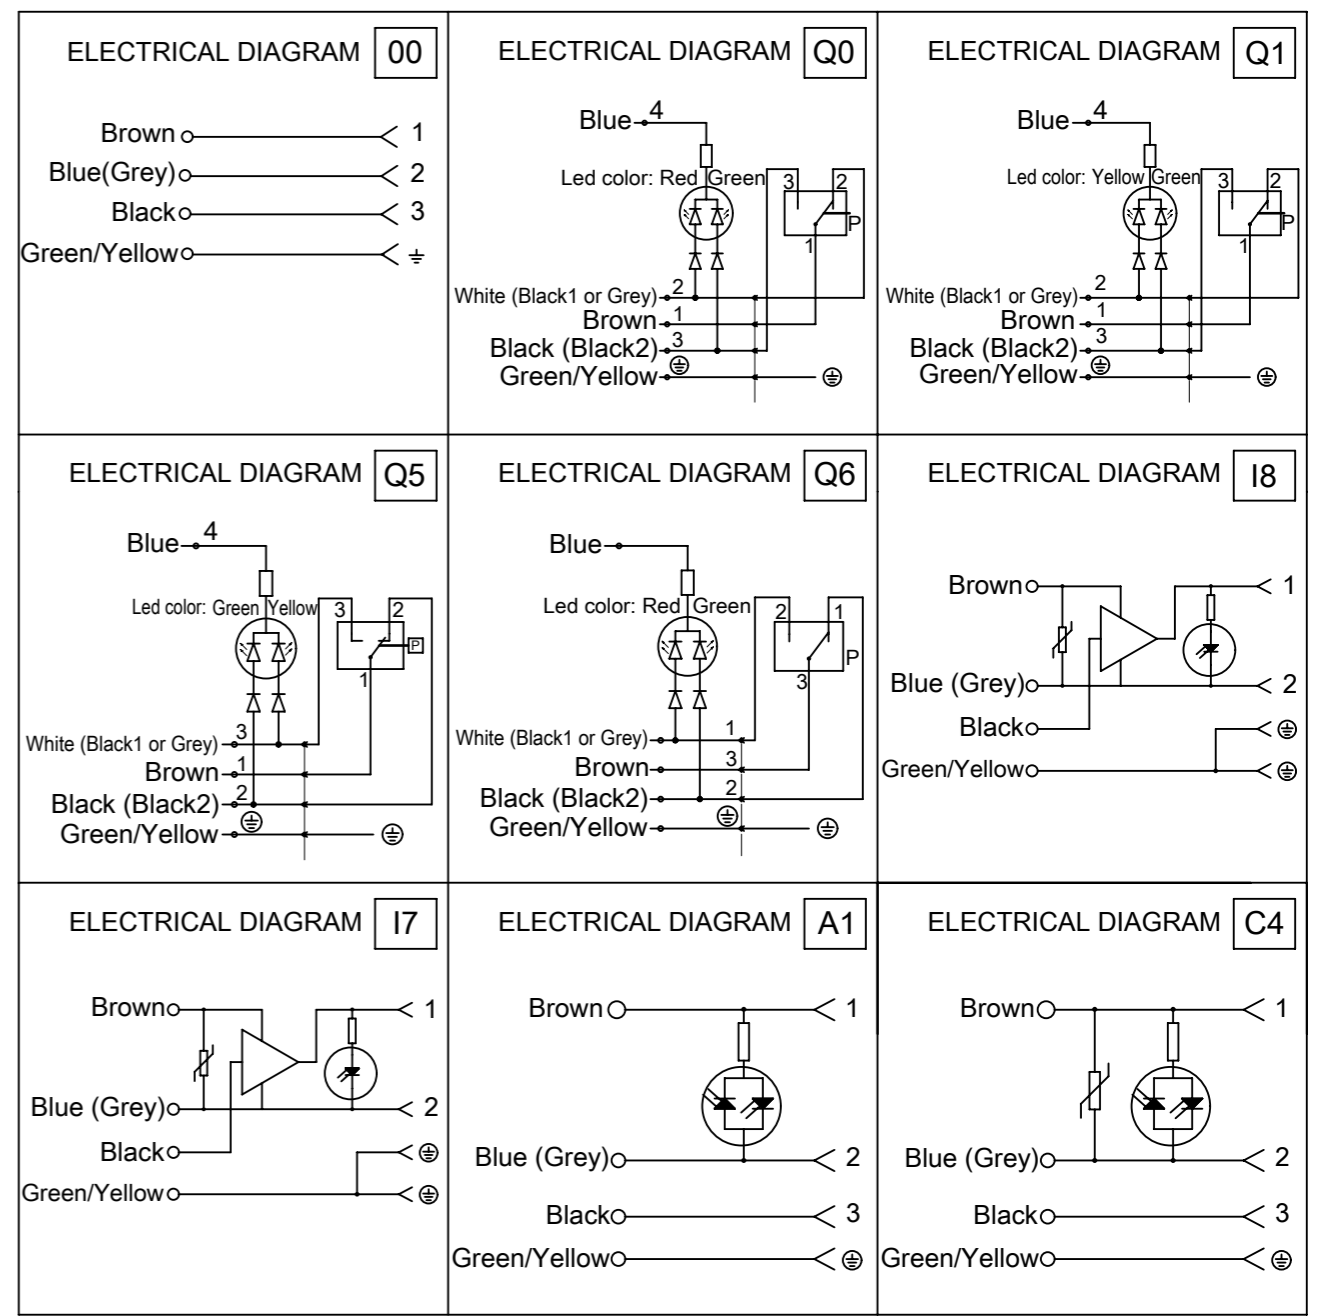 ELECTRICAL DIAGRAM 00
Brown 1
Blue(Grey) 2
Black 3
Green/Yellow
ELECTRICAL DIAGRAM Q0
Blue 4
Led color: Red Green
3 2
P
1
White (Black1 or Grey) 2
Brown 1
Black (Black2) 3
Green/Yellow
ELECTRICAL DIAGRAM Q1
Blue 4
Led color: Yellow Green
3 2
P
1
White (Black1 or Grey) 2
Brown 1
Black (Black2) 3
Green/Yellow
ELECTRICAL DIAGRAM Q5
Blue 4
Led color: Green Yellow
3 2
P
1
White (Black1 or Grey) 3
Brown 1
Black (Black2) 2
Green/Yellow
ELECTRICAL DIAGRAM Q6
Blue
Led color: Red Green
2 1
P
3
White (Black1 or Grey) 1
Brown 3
Black (Black2) 2
Green/Yellow
ELECTRICAL DIAGRAM I8
Brown 1
Blue (Grey) 2
Black
Green/Yellow
ELECTRICAL DIAGRAM I7
Brown 1
Blue (Grey) 2
Black
Green/Yellow
ELECTRICAL DIAGRAM A1
Brown 1
Blue (Grey) 2
Black 3
Green/Yellow
ELECTRICAL DIAGRAM C4
Brown 1
Blue (Grey) 2
Black 3
Green/Yellow